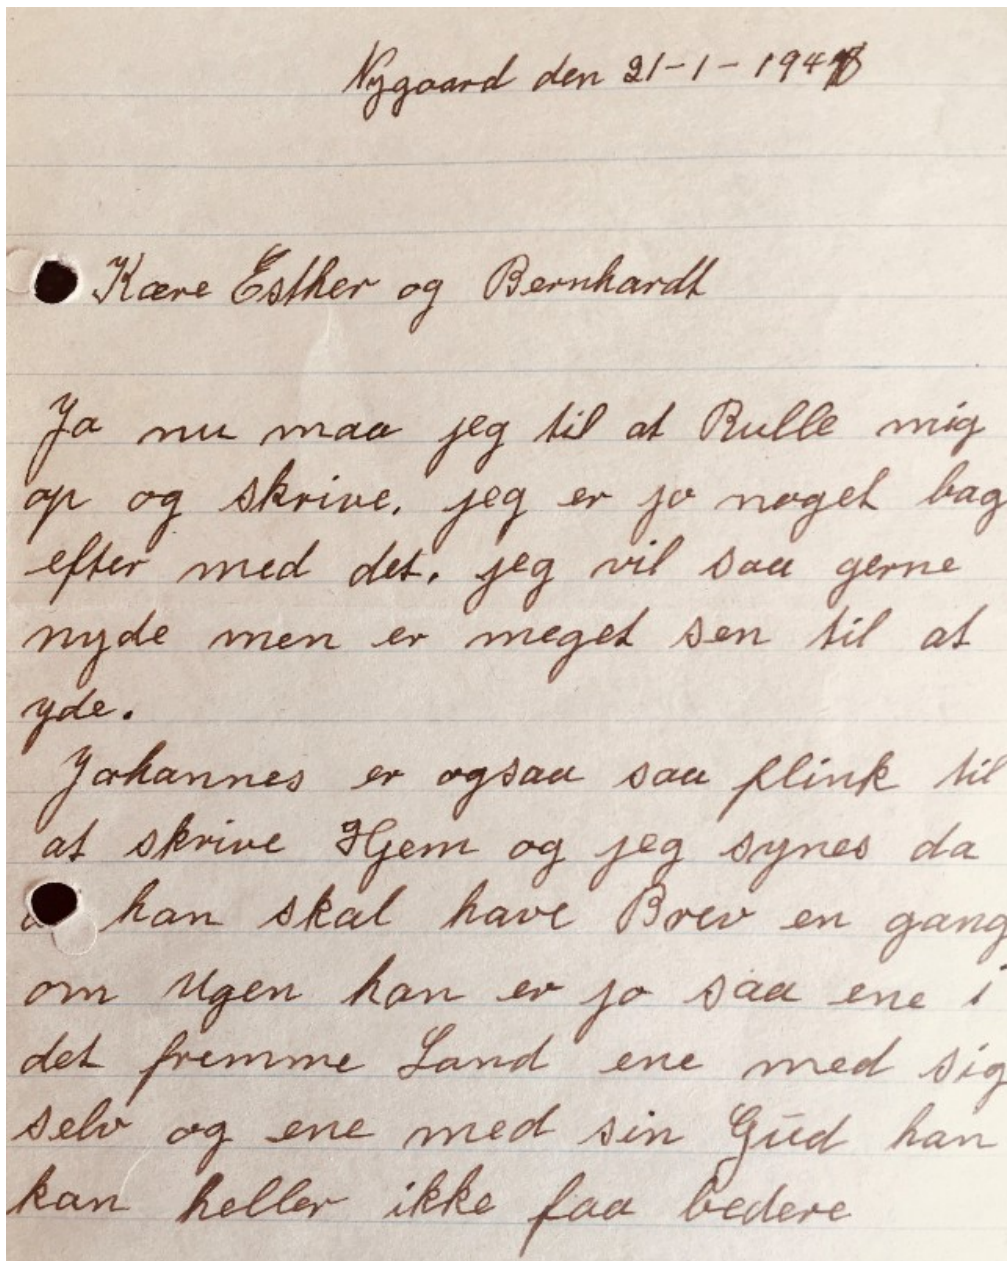 Nygaard den 21-1-1948
Kære Esther og Bernhardt
Ja nu maa jeg til at Rulle mig
op og skrive. jeg er jo noget bag
efter med det. jeg vil saa gerne
nyde men er meget sen til at
yde.
Johannes er ogsaa saa flink til
at skrive Hjem og jeg synes da
han skal have Brev en gang
om Ugen han er jo saa ene i
det fremme Land ene med sig
selv og ene med sin Gud han
kan heller ikke faa bedere